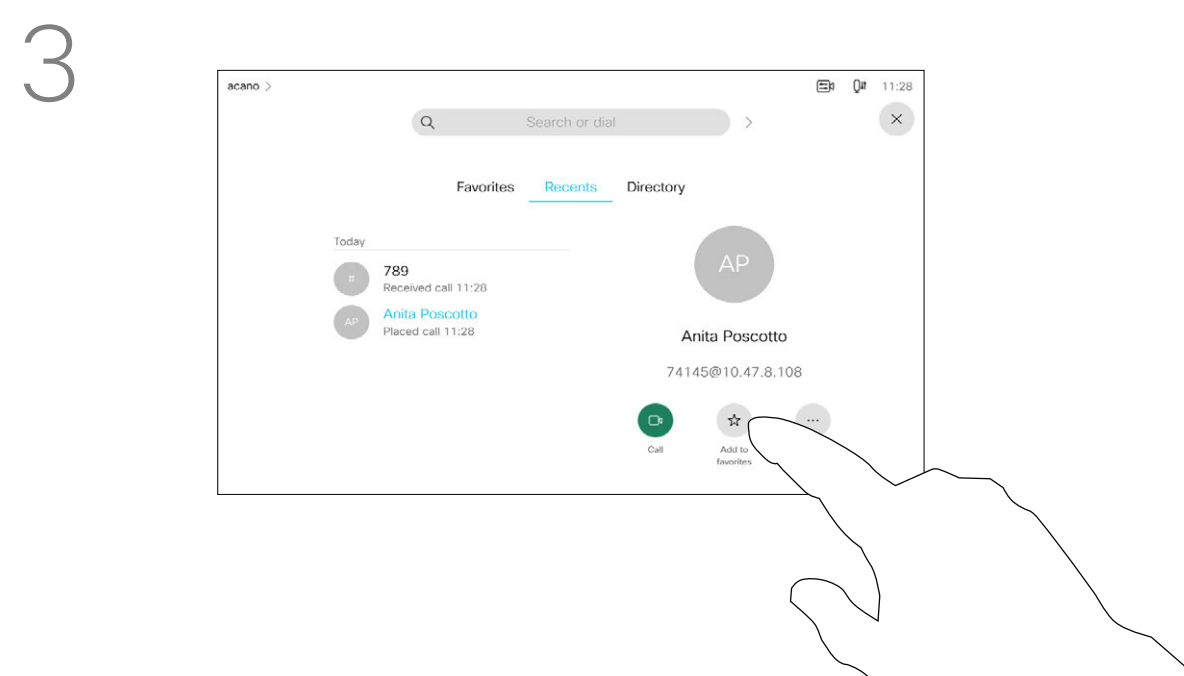 3
acano >
11:28
Search or dial
Favorites
Recents
Directory
Today
#
789
Received call 11:28
AP
Anita Poscotto
Placed call 11:28
AP
Anita Poscotto
74145@10.47.8.108
Call
Add to
favorites
...